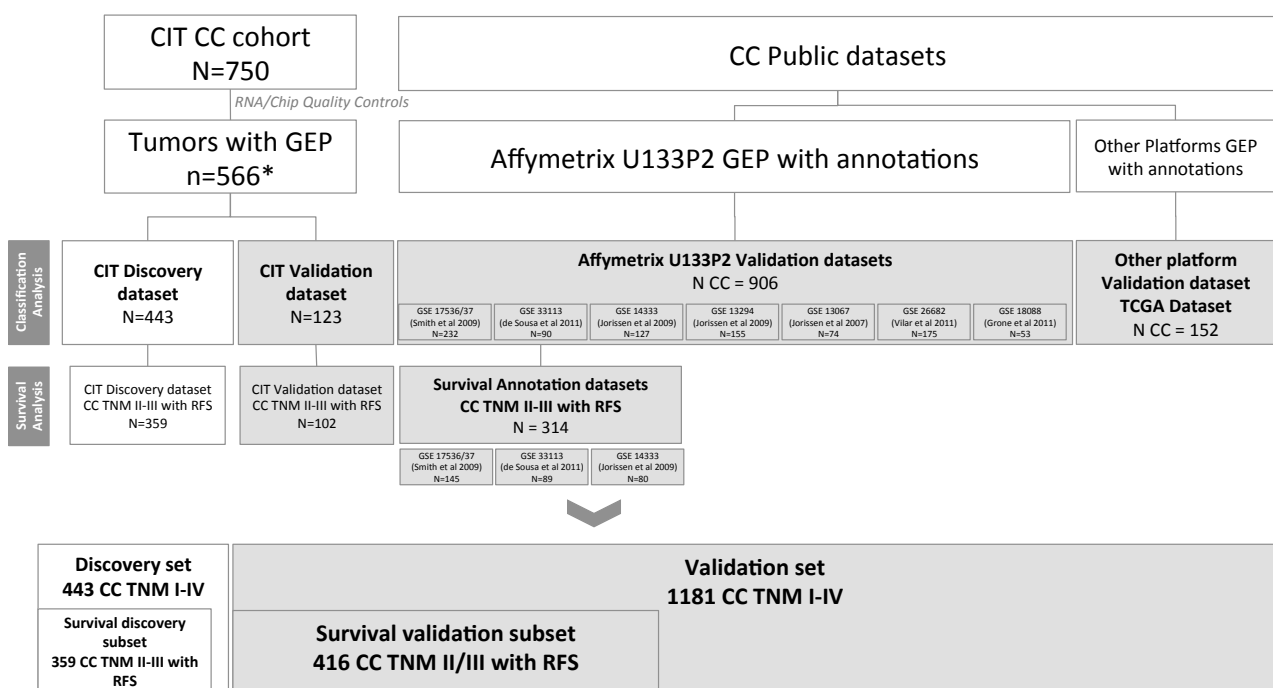 CIT CC cohort
N=750
CC Public datasets
RNA/Chip Quality Controls
Tumors with GEP
n=566*
Affymetrix U133P2 GEP with annotations
Other Platforms GEP
with annotations
Classification
Analysis
CIT Discovery
dataset
N=443
CIT Validation
dataset
N=123
Affymetrix U133P2 Validation datasets
N CC = 906
GSE 17536/37
(Smith et al 2009)
N=232
GSE 33113
(de Sousa et al 2011)
N=90
GSE 14333
(Jorissen et al 2009)
N=127
GSE 13294
(Jorissen et al 2009)
N=155
GSE 13067
(Jorissen et al 2007)
N=74
GSE 26682
(Vilar et al 2011)
N=175
GSE 18088
(Grone et al 2011)
N=53
Other platform
Validation dataset
TCGA Dataset
N CC = 152
Survival
Analysis
CIT Discovery dataset
CC TNM II-III with RFS
N=359
CIT Validation dataset
CC TNM II-III with RFS
N=102
Survival Annotation datasets
CC TNM II-III with RFS
N = 314
GSE 17536/37
(Smith et al 2009)
N=145
GSE 33113
(de Sousa et al 2011)
N=89
GSE 14333
(Jorissen et al 2009)
N=80
Discovery set
443 CC TNM I-IV
Survival discovery
subset
359 CC TNM II-III with
RFS
Validation set
1181 CC TNM I-IV
Survival validation subset
416 CC TNM II/III with RFS